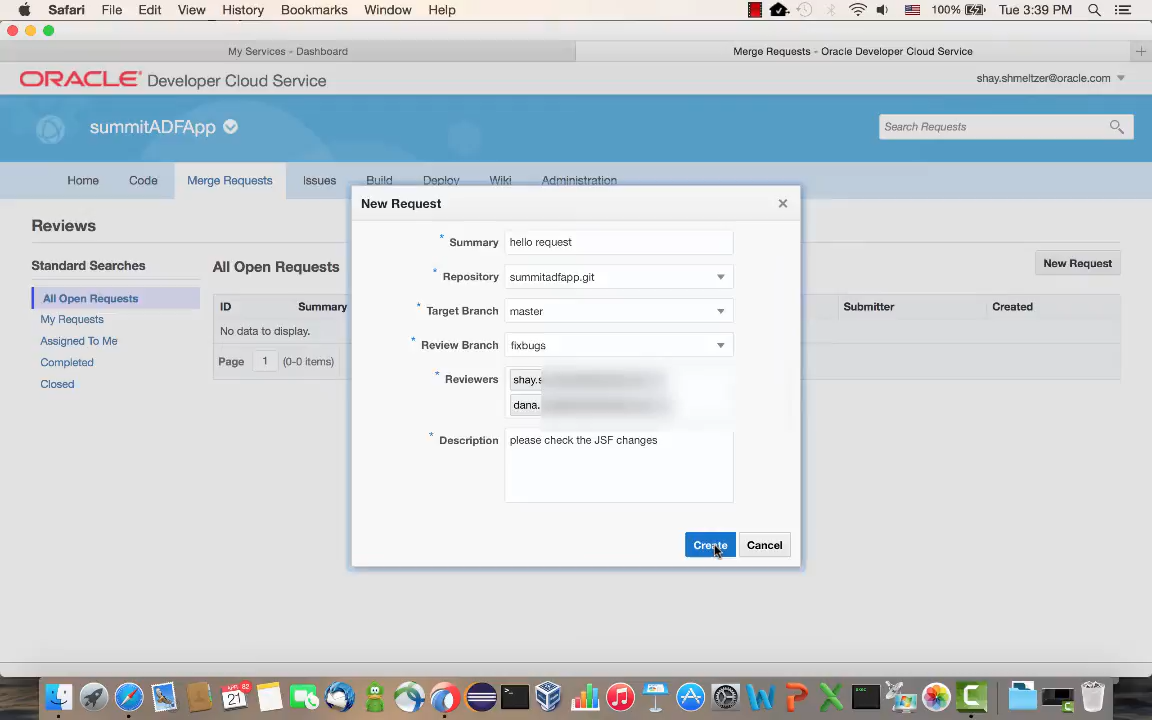 Safari File Edit View History Bookmarks Window Help 100% Tue 3:39 PM
My Services - Dashboard Merge Requests - Oracle Developer Cloud Service
ORACLE Developer Cloud Service shay.shmeltzer@oracle.com
summitADFApp Search Requests
Home Code Merge Requests Issues Build Deploy Wiki Administration
Reviews
Standard Searches
All Open Requests
My Requests
Assigned To Me
Completed
Closed
All Open Requests New Request
ID Summary Submitter Created
No data to display.
Page 1 (0-0 items)
New Request
* Summary hello request
* Repository summitadfapp.git
* Target Branch master
* Review Branch fixbugs
* Reviewers shay.s
dana.
* Description please check the JSF changes
Create Cancel
21